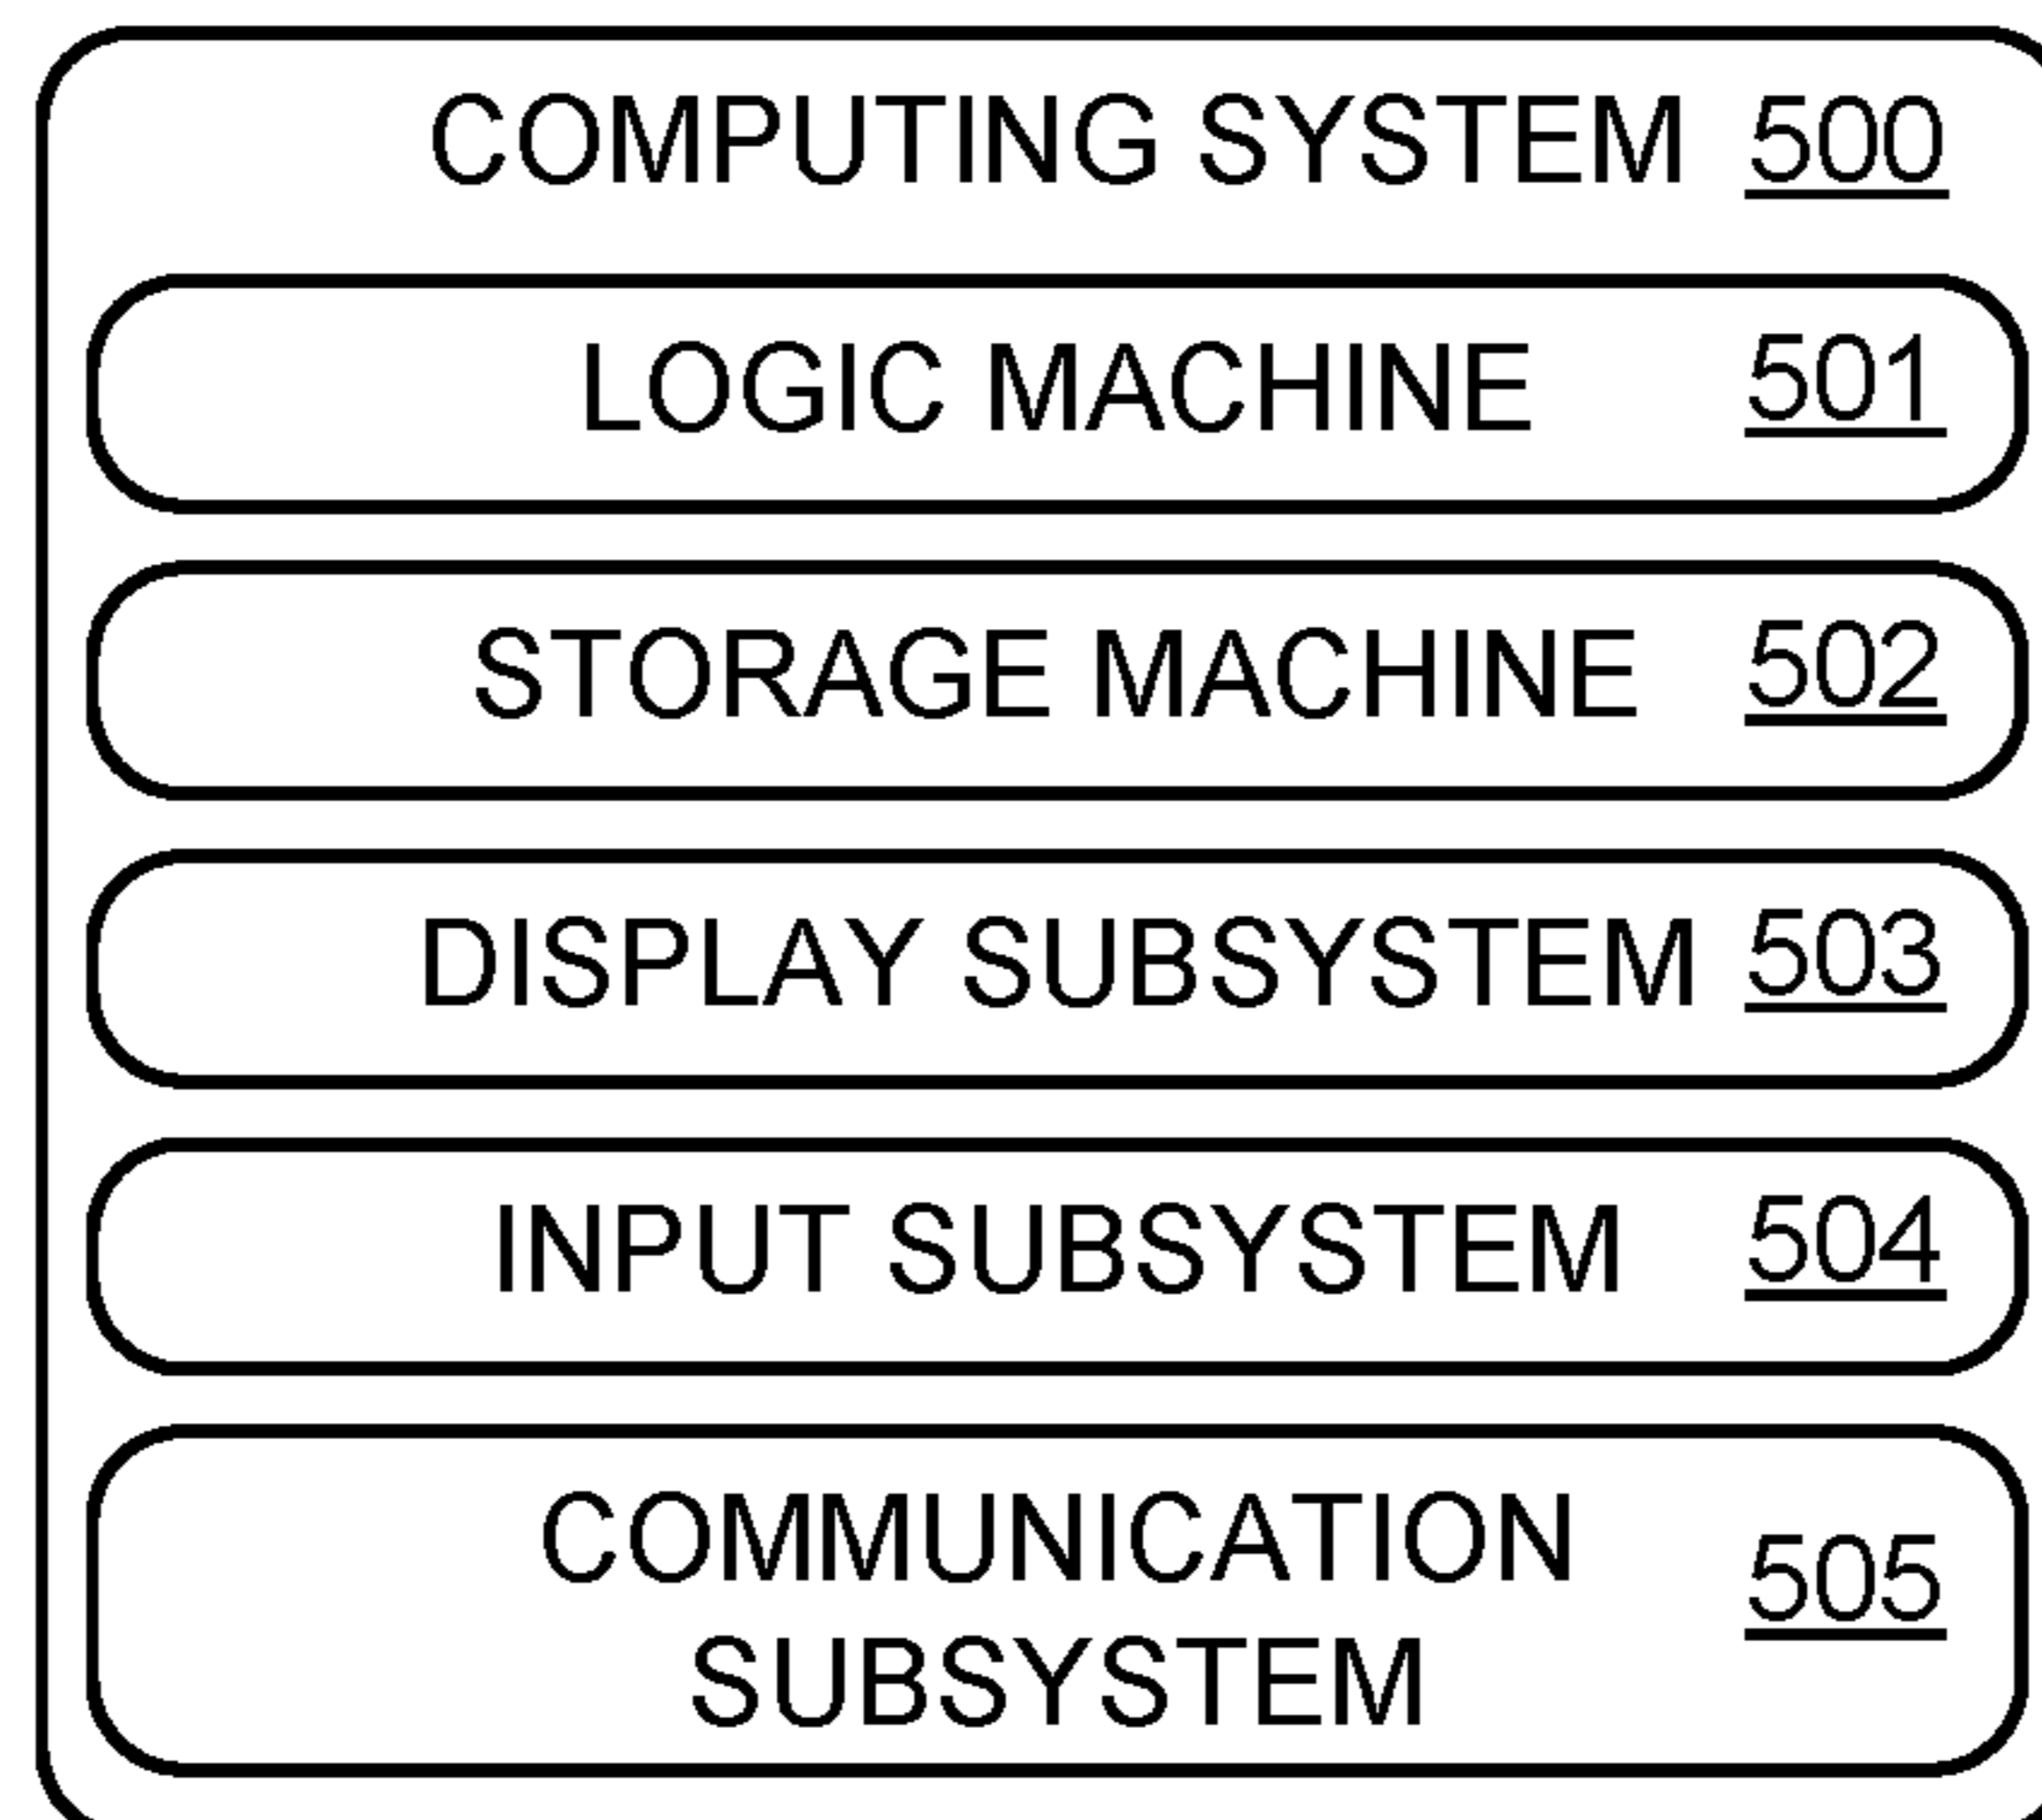 COMPUTING SYSTEM 500
LOGIC MACHINE 501
STORAGE MACHINE 502
DISPLAY SUBSYSTEM 503
INPUT SUBSYSTEM 504
COMMUNICATION
SUBSYSTEM
505